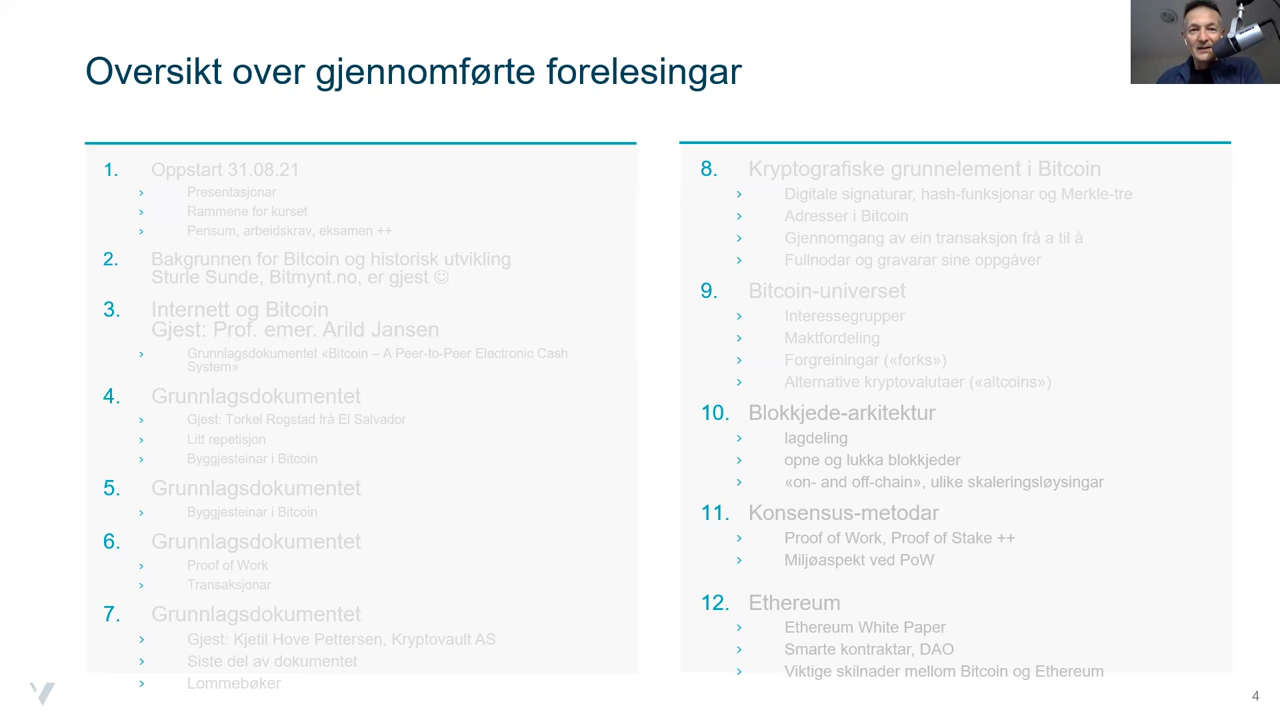 Oversikt over gjennomførte forelesingar
1. Oppstart 31.08.21
› Presentasjonar
› Rammene for kurset
› Pensum, arbeidskrav, eksamen ++
2. Bakgrunnen for Bitcoin og historisk utvikling
Sturle Sunde, Bitmynt.no, er gjest ☺
3. Internett og Bitcoin
Gjest: Prof. emer. Arild Jansen
› Grunnlagsdokumentet «Bitcoin – A Peer-to-Peer Electronic Cash
System»
4. Grunnlagsdokumentet
› Gjest: Torkel Rogstad frå El Salvador
› Litt repetisjon
› Byggjesteinar i Bitcoin
5. Grunnlagsdokumentet
› Byggjesteinar i Bitcoin
6. Grunnlagsdokumentet
› Proof of Work
› Transaksjonar
7. Grunnlagsdokumentet
› Gjest: Kjetil Hove Pettersen, Kryptovault AS
› Siste del av dokumentet
› Lommebøker
8. Kryptografiske grunnelement i Bitcoin
› Digitale signaturar, hash-funksjonar og Merkle-tre
› Adresser i Bitcoin
› Gjennomgang av ein transaksjon frå a til å
› Fullnodar og gravarar sine oppgåver
9. Bitcoin-universet
› Interessegrupper
› Maktfordeling
› Forgreiningar («forks»)
› Alternative kryptovalutaer («altcoins»)
10. Blokkjede-arkitektur
› lagdeling
› opne og lukka blokkjeder
› «on- and off-chain», ulike skaleringsløysingar
11. Konsensus-metodar
› Proof of Work, Proof of Stake ++
› Miljøaspekt ved PoW
12. Ethereum
› Ethereum White Paper
› Smarte kontraktar, DAO
› Viktige skilnader mellom Bitcoin og Ethereum
4